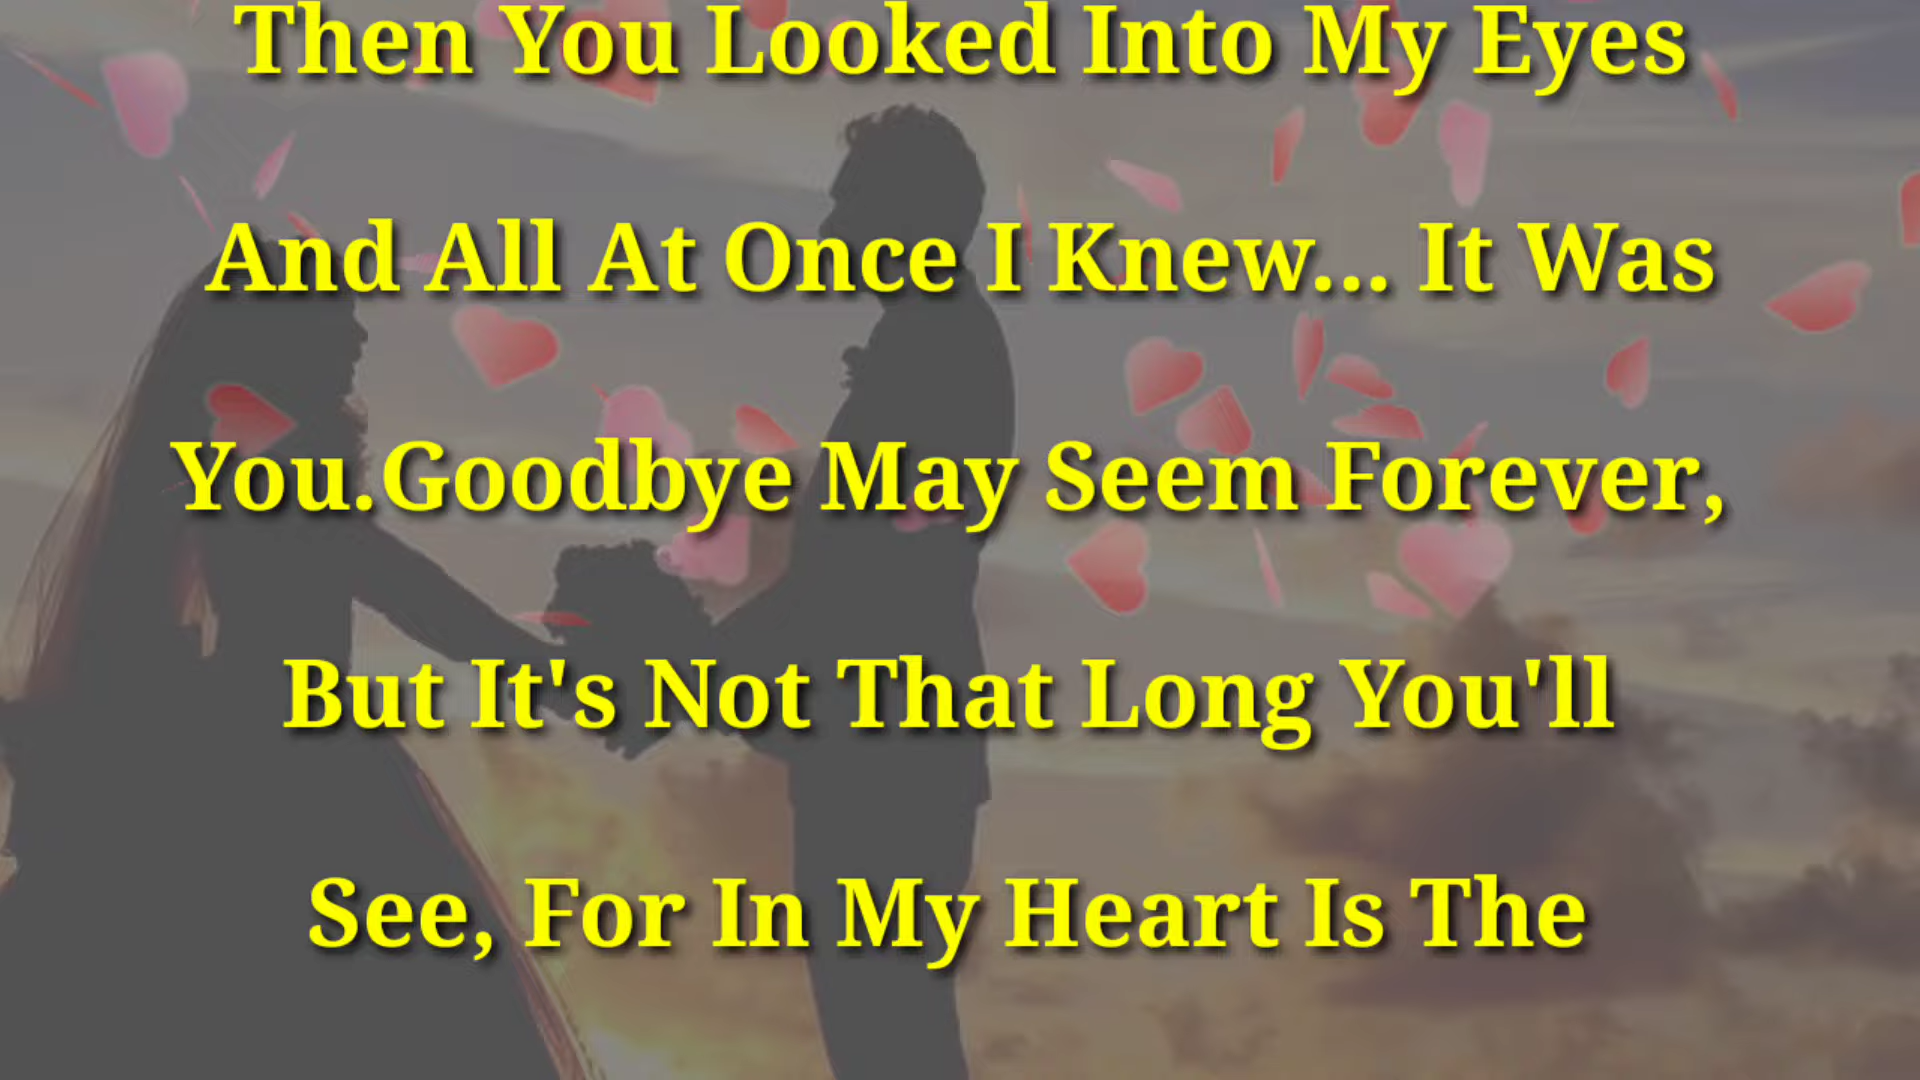 Then You Looked Into My Eyes
And All At Once I Knew... It Was
You.Goodbye May Seem Forever,
But It's Not That Long You'll
See, For In My Heart Is The